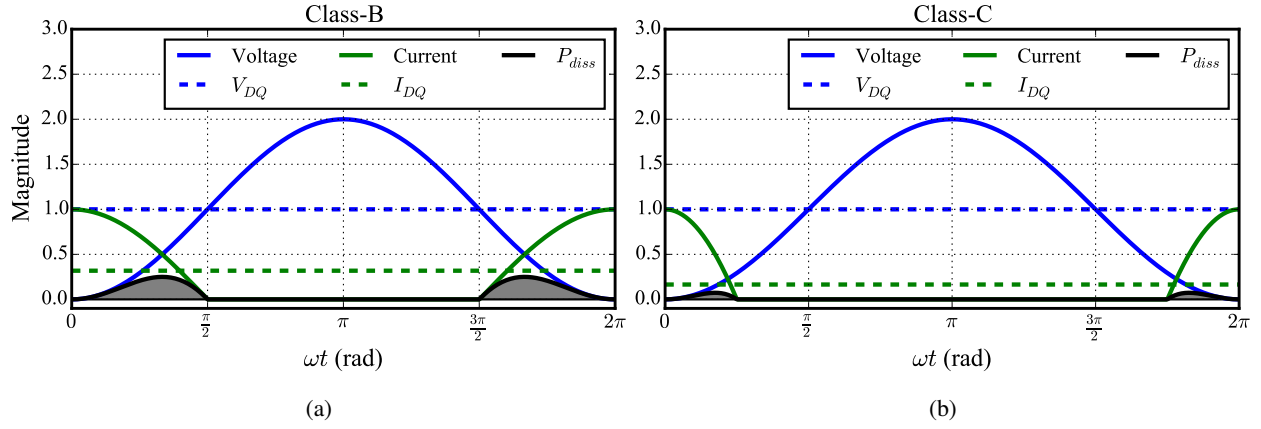 Class-B
3.0
Voltage Current P_diss
V_DQ I_DQ
2.5
2.0
1.5
1.0
0.5
0.0
Magnitude
0 π/2 π 3π/2 2π
ωt (rad)
(a)
Class-C
3.0
Voltage Current P_diss
V_DQ I_DQ
2.5
2.0
1.5
1.0
0.5
0.0
0 π/2 π 3π/2 2π
ωt (rad)
(b)